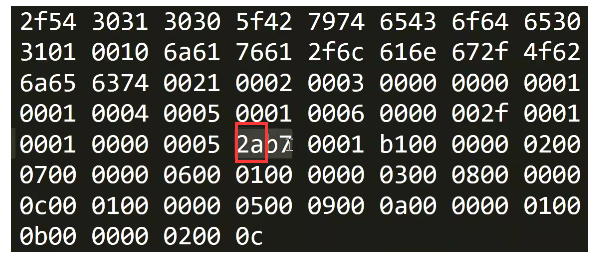 2f54 3031 3030 5f42 7974 6543 6f64 6530
3101 0010 6a61 7661 2f6c 616e 672f 4f62
6a65 6374 0021 0002 0003 0000 0000 0001
0001 0004 0005 0001 0006 0000 002f 0001
0001 0000 0005 2ab7 0001 b100 0000 0200
0700 0000 0600 0100 0000 0300 0800 0000
0c00 0100 0000 0500 0900 0a00 0000 0100
0b00 0000 0200 0c